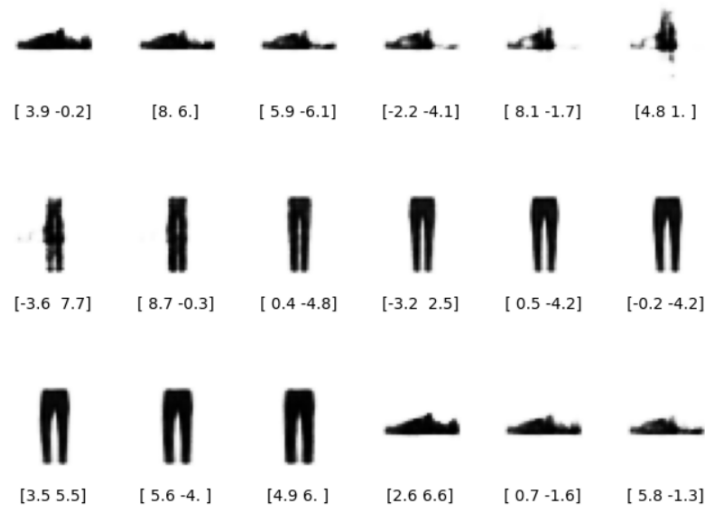 [ 3.9 -0.2] [8. 6.] [ 5.9 -6.1] [-2.2 -4.1] [ 8.1 -1.7] [4.8 1. ]
[-3.6  7.7] [ 8.7 -0.3] [ 0.4 -4.8] [-3.2  2.5] [ 0.5 -4.2] [-0.2 -4.2]
[3.5 5.5] [ 5.6 -4. ] [4.9 6. ] [2.6 6.6] [ 0.7 -1.6] [ 5.8 -1.3]